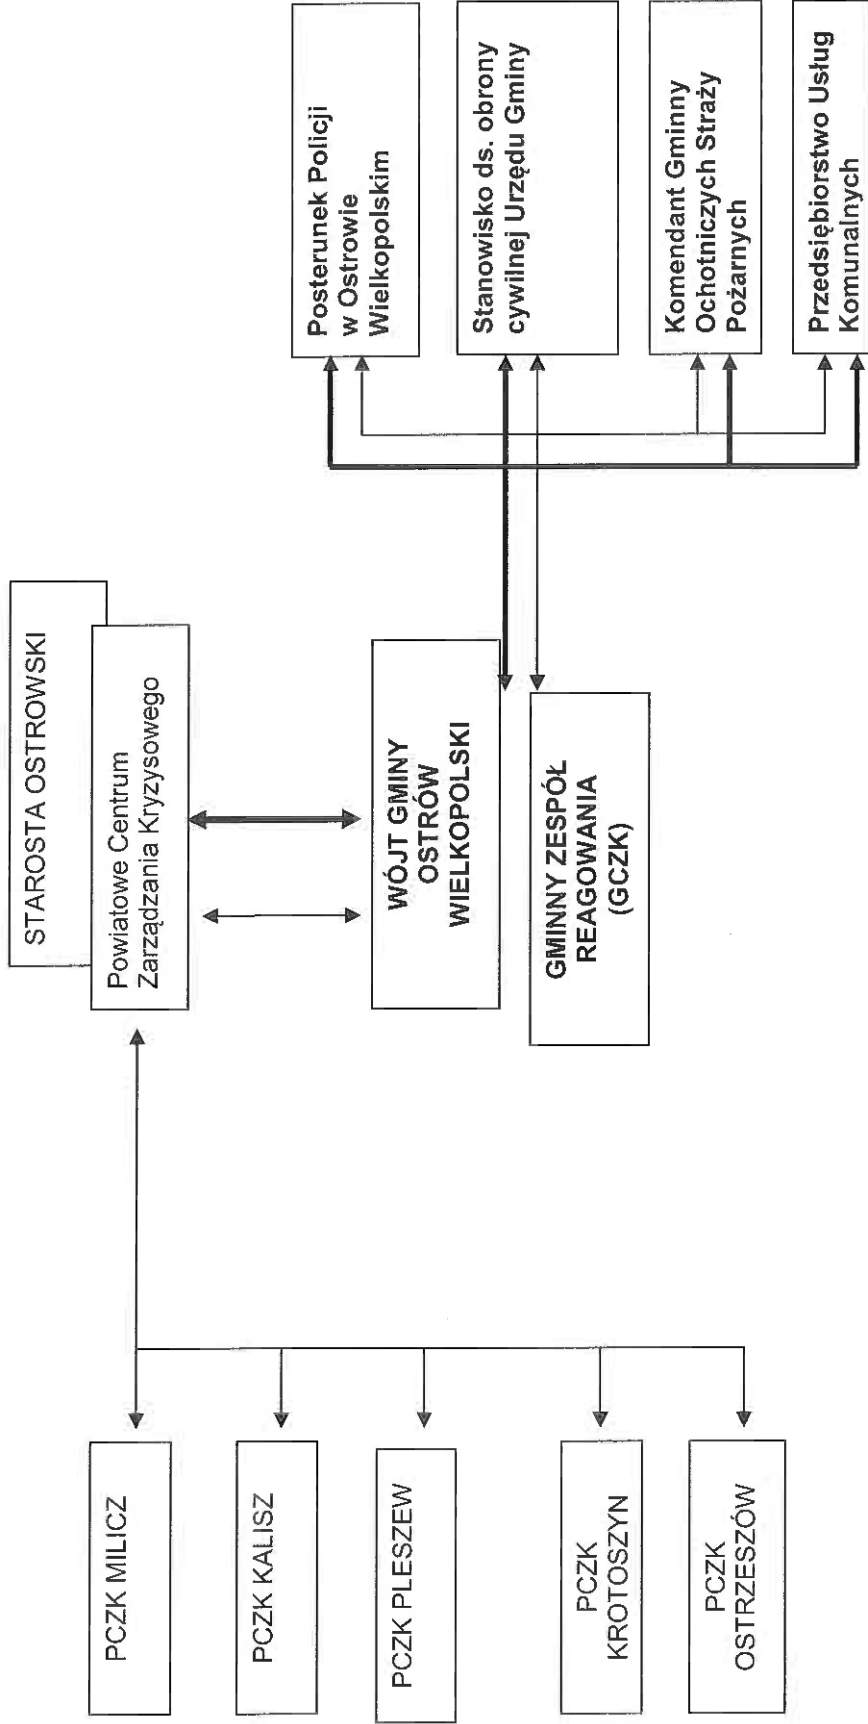 STAROSTA OSTROWSKI
Powiatowe Centrum
Zarządzania Kryzysowego
PCZK MILICZ
PCZK KALISZ
PCZK PLESZEW
PCZK
KROTOSZYN
PCZK
OSTRZESZÓW
WÓJT GMINY
OSTRÓW
WIELKOPOLSKI
GMINNY ZESPÓŁ
REAGOWANIA
(GCZK)
Posterunek Policji
w Ostrowie
Wielkopolskim
Stanowisko ds. obrony
cywilnej Urzędu Gminy
Komendant Gminny
Ochotniczych Straży
Pożarnych
Przedsiębiorstwo Usług
Komunalnych